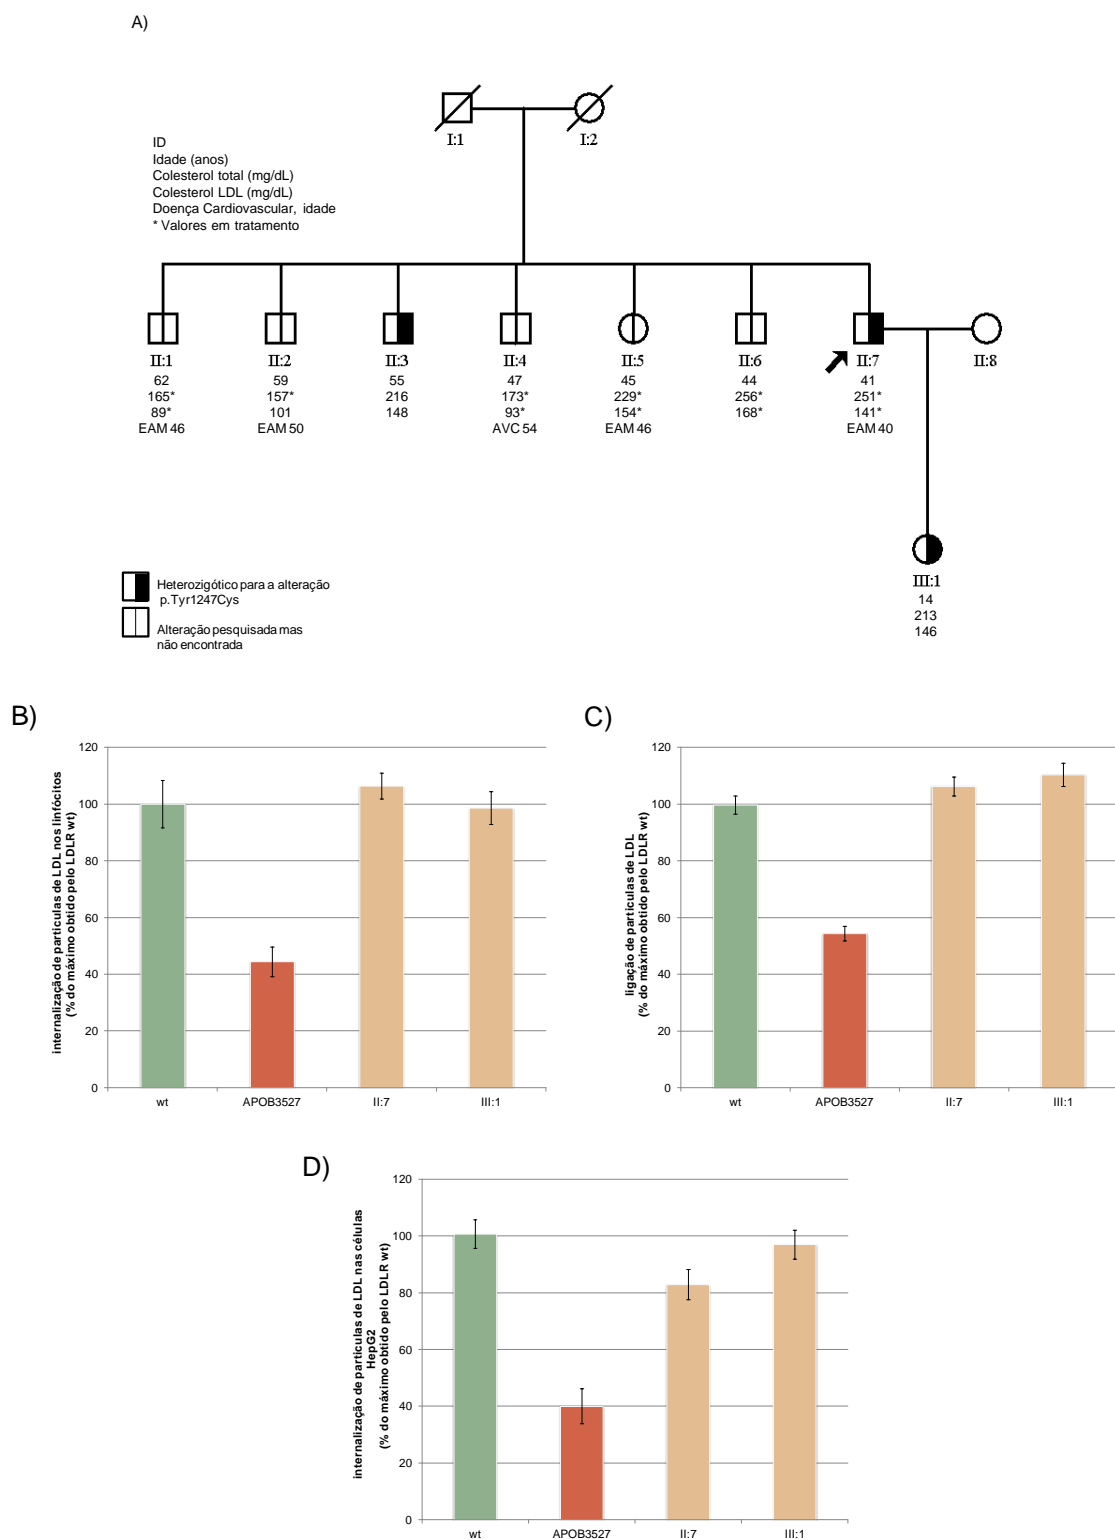 A)
I:1
I:2
ID
Idade (anos)
Colesterol total (mg/dL)
Colesterol LDL (mg/dL)
Doença Cardiovascular, idade
* Valores em tratamento
II:1
62
165*
89*
EAM 46
II:2
59
157*
101
EAM 50
II:3
55
216
148
II:4
47
173*
93*
AVC 54
II:5
45
229*
154*
EAM 46
II:6
44
256*
168*
II:7
41
251*
141*
EAM 40
II:8
III:1
14
213
146
Heterozigótico para a alteração
p.Tyr1247Cys
Alteração pesquisada mas
não encontrada
B)
internalização de partículas de LDL nos linfócitos
(% do máximo obtido pelo LDLR wt)
120
100
80
60
40
20
0
wt
APOB3527
II:7
III:1
C)
ligação de partículas de LDL
(% do máximo obtido pelo LDLR wt)
120
100
80
60
40
20
0
wt
APOB3527
II:7
III:1
D)
internalização de partículas de LDL nas células
HepG2
(% do máximo obtido pelo LDLR wt)
120
100
80
60
40
20
0
wt
APOB3527
II:7
III:1